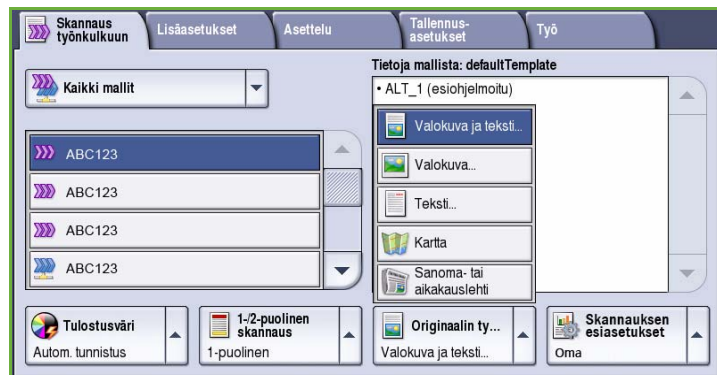 Skannaus
työnkulkuun
Lisäasetukset
Asettelu
Tallennus-
asetukset
Työ
Kaikki mallit
Tietoja mallista: defaultTemplate
• ALT_1 (esiohjelmoitu)
ABC123
ABC123
ABC123
ABC123
Valokuva ja teksti...
Valokuva...
Teksti...
Kartta
Sanoma- tai
aikakauslehti
Tulostusväri
Autom. tunnistus
1-/2-puolinen
skannaus
1-puolinen
Originaalin ty...
Valokuva ja teksti...
Skannauksen
esiasetukset
Oma